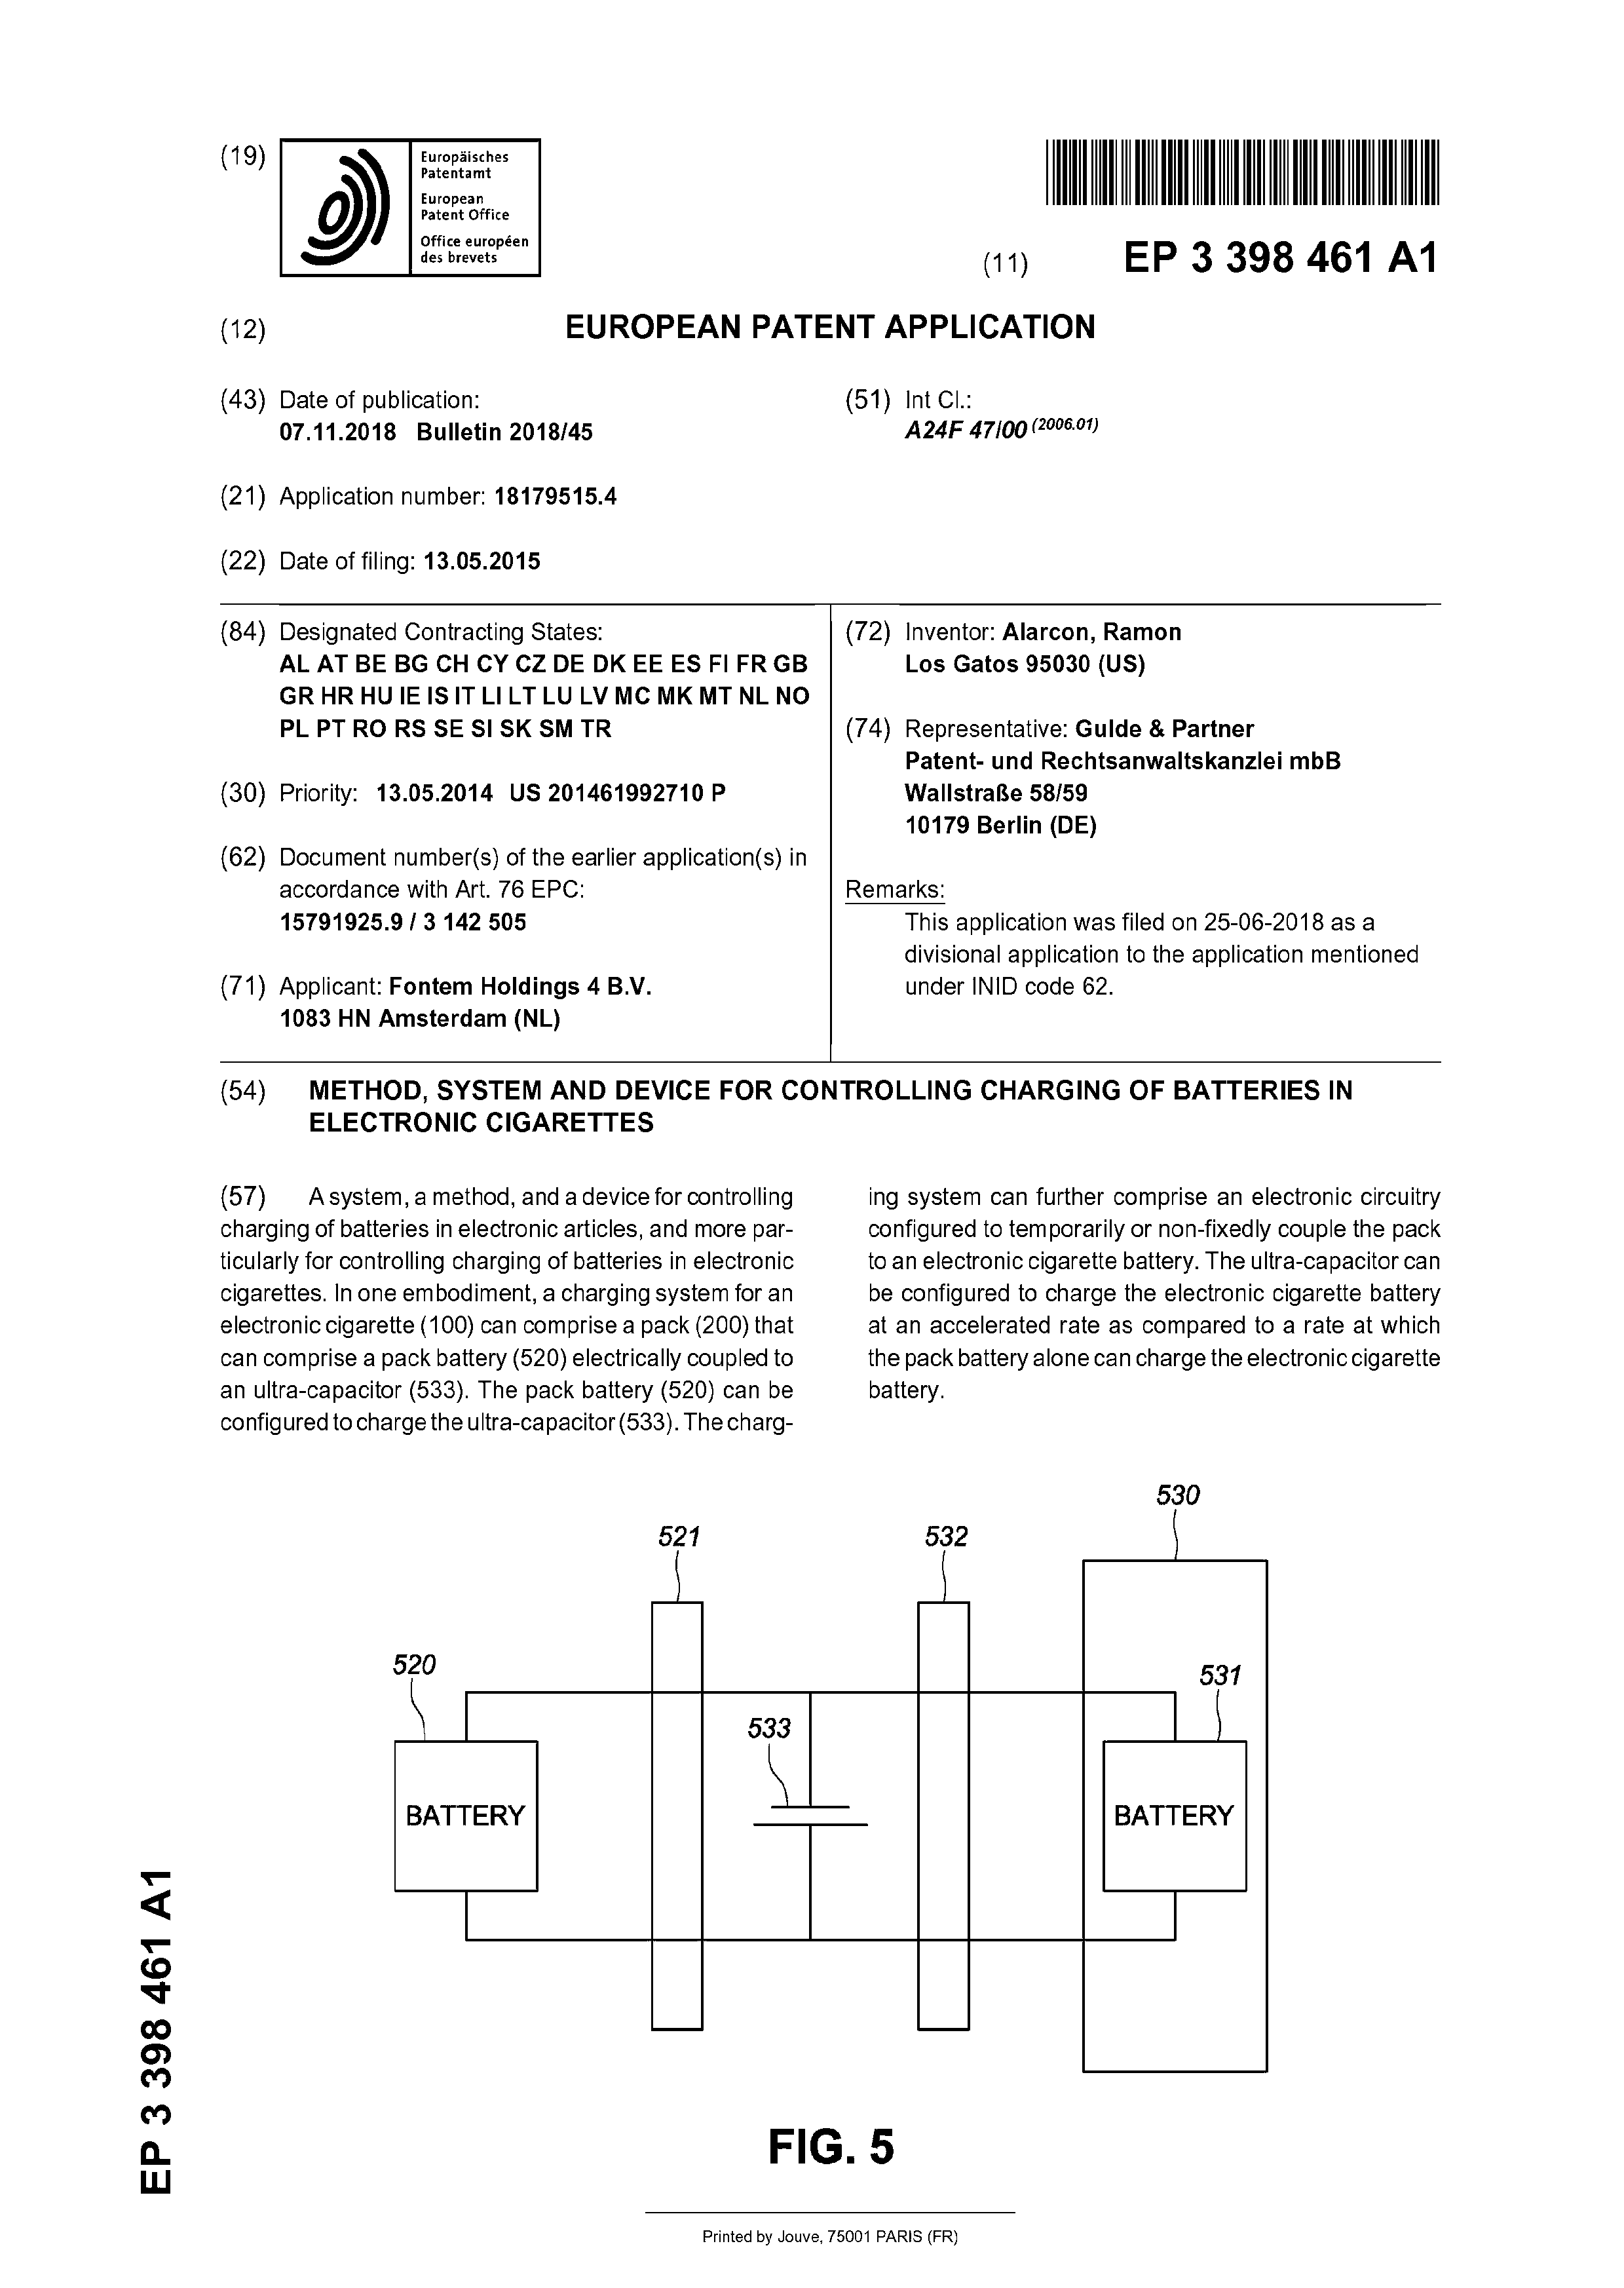 (19)
Europäisches
Patentamt
European
Patent Office
Office européen
des brevets
(11) EP 3 398 461 A1
(12) EUROPEAN PATENT APPLICATION
(43) Date of publication:
07.11.2018 Bulletin 2018/45
(51) Int Cl.:
A24F 47/00 (2006.01)
(21) Application number: 18179515.4
(22) Date of filing: 13.05.2015
(84) Designated Contracting States:
AL AT BE BG CH CY CZ DE DK EE ES FI FR GB
GR HR HU IE IS IT LI LT LU LV MC MK MT NL NO
PL PT RO RS SE SI SK SM TR
(30) Priority: 13.05.2014 US 201461992710 P
(62) Document number(s) of the earlier application(s) in
accordance with Art. 76 EPC:
15791925.9 / 3 142 505
(71) Applicant: Fontem Holdings 4 B.V.
1083 HN Amsterdam (NL)
(72) Inventor: Alarcon, Ramon
Los Gatos 95030 (US)
(74) Representative: Gulde & Partner
Patent- und Rechtsanwaltskanzlei mbB
Wallstraße 58/59
10179 Berlin (DE)
Remarks:
This application was filed on 25-06-2018 as a
divisional application to the application mentioned
under INID code 62.
(54) METHOD, SYSTEM AND DEVICE FOR CONTROLLING CHARGING OF BATTERIES IN
ELECTRONIC CIGARETTES
(57) A system, a method, and a device for controlling
charging of batteries in electronic articles, and more par-
ticularly for controlling charging of batteries in electronic
cigarettes. In one embodiment, a charging system for an
electronic cigarette (100) can comprise a pack (200) that
can comprise a pack battery (520) electrically coupled to
an ultra-capacitor (533). The pack battery (520) can be
configured to charge the ultra-capacitor (533). The charg-
ing system can further comprise an electronic circuitry
configured to temporarily or non-fixedly couple the pack
to an electronic cigarette battery. The ultra-capacitor can
be configured to charge the electronic cigarette battery
at an accelerated rate as compared to a rate at which
the pack battery alone can charge the electronic cigarette
battery.
530
521
532
520
531
533
BATTERY
BATTERY
FIG. 5
EP 3 398 461 A1
Printed by Jouve, 75001 PARIS (FR)